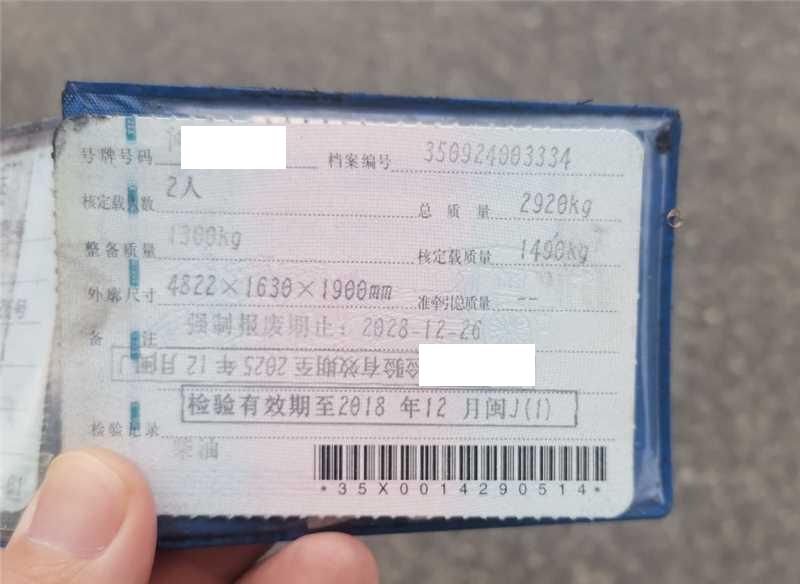 号牌号码 档案编号 350924003334
核定载人数 2人 总质量 2920kg
整备质量 1300kg 核定载质量 1490kg
外廓尺寸 4822×1630×1900mm 准牵引总质量 --
备注 强制报废期止：2028-12-26
检验有效期至2025年12月闽J
检验有效期至2018年12月闽J(1)
检验记录
柴油
*35X0014290514*